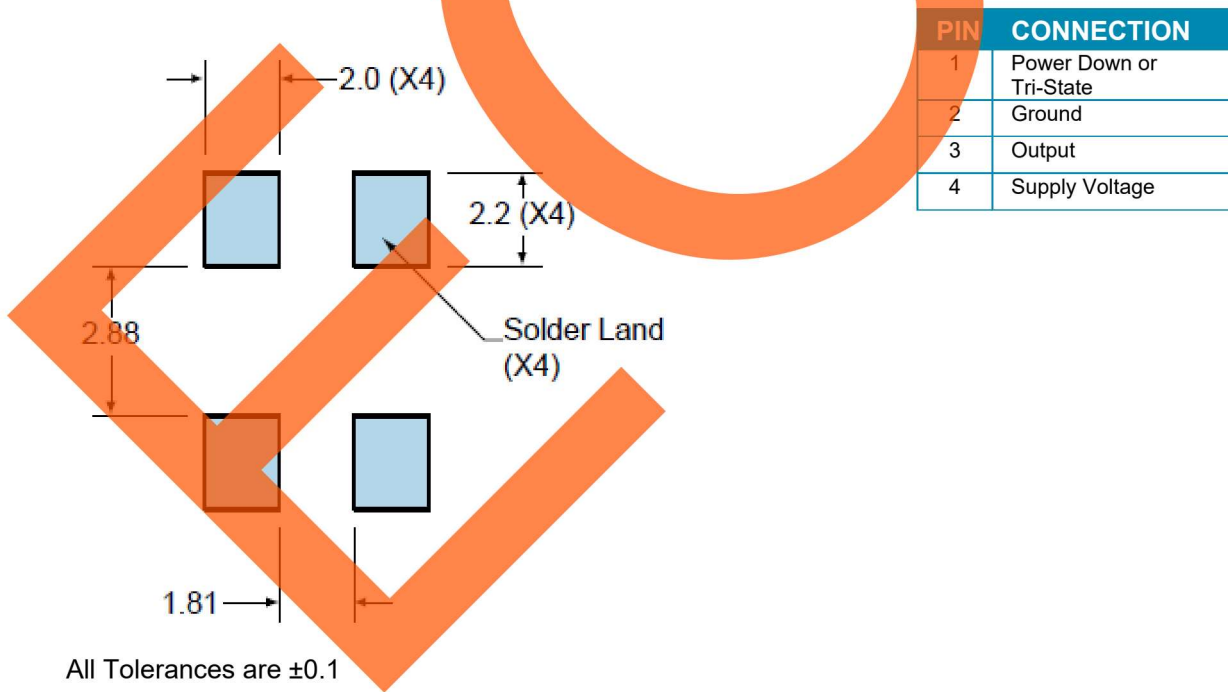 2.0 (X4)
2.2 (X4)
2.88
Solder Land
(X4)
1.81
All Tolerances are ±0.1
PIN CONNECTION
1 Power Down or
Tri-State
2 Ground
3 Output
4 Supply Voltage